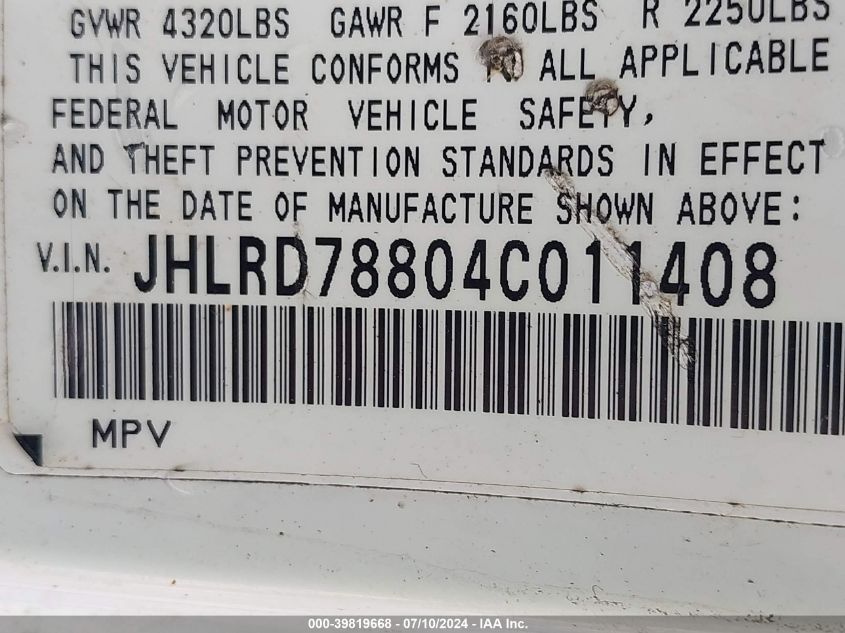 GVWR 4320LBS GAWR F 2160LBS R 2250LBS
THIS VEHICLE CONFORMS TO ALL APPLICABLE
FEDERAL MOTOR VEHICLE SAFETY,
AND THEFT PREVENTION STANDARDS IN EFFECT
ON THE DATE OF MANUFACTURE SHOWN ABOVE:
V.I.N. JHLRD78804C011408
MPV
000-39819668 - 07/10/2024 - IAA Inc.